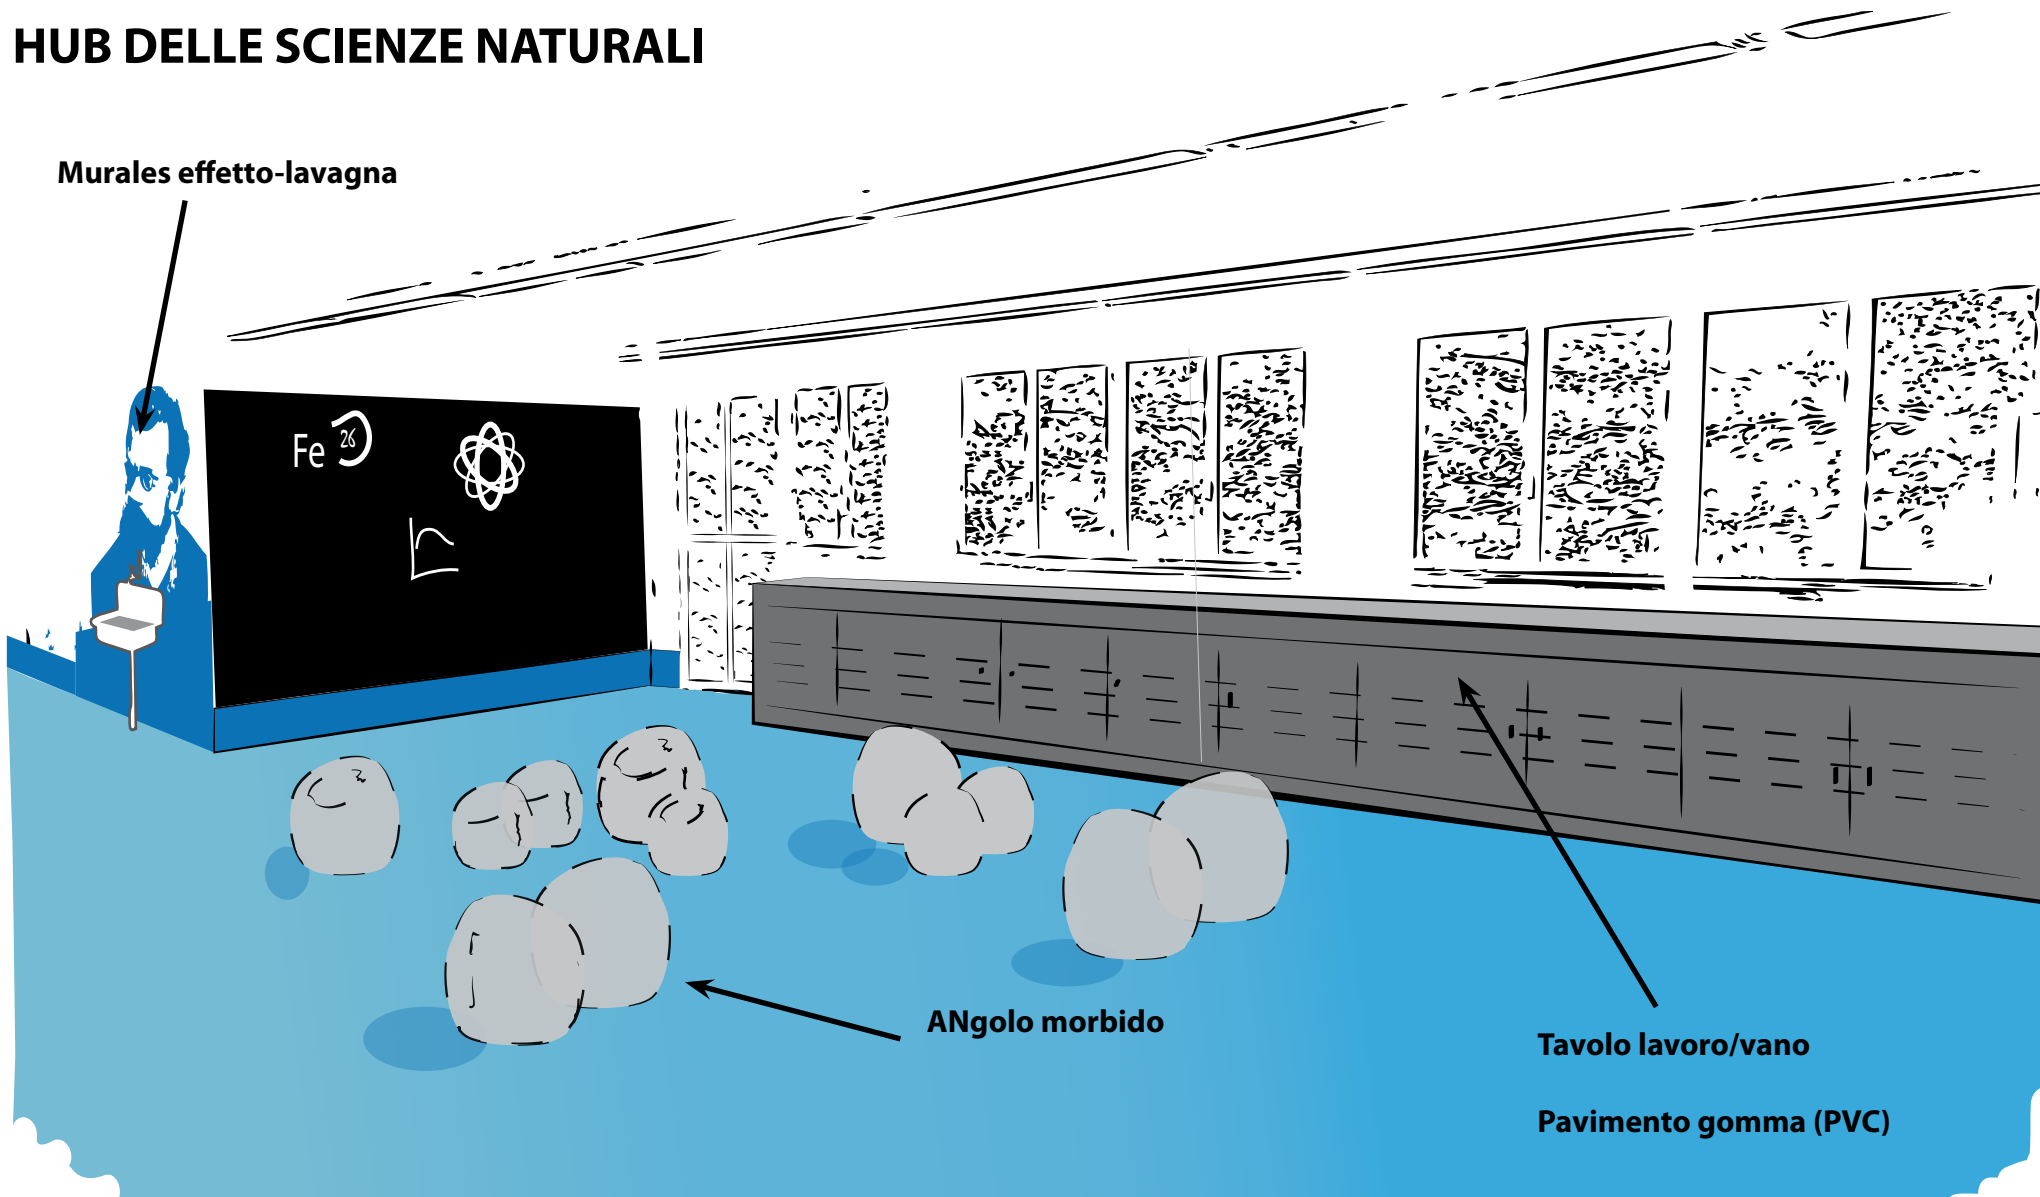 HUB DELLE SCIENZE NATURALI
Murales effetto-lavagna
Fe 26
ANgolo morbido
Tavolo lavoro/vano
Pavimento gomma (PVC)